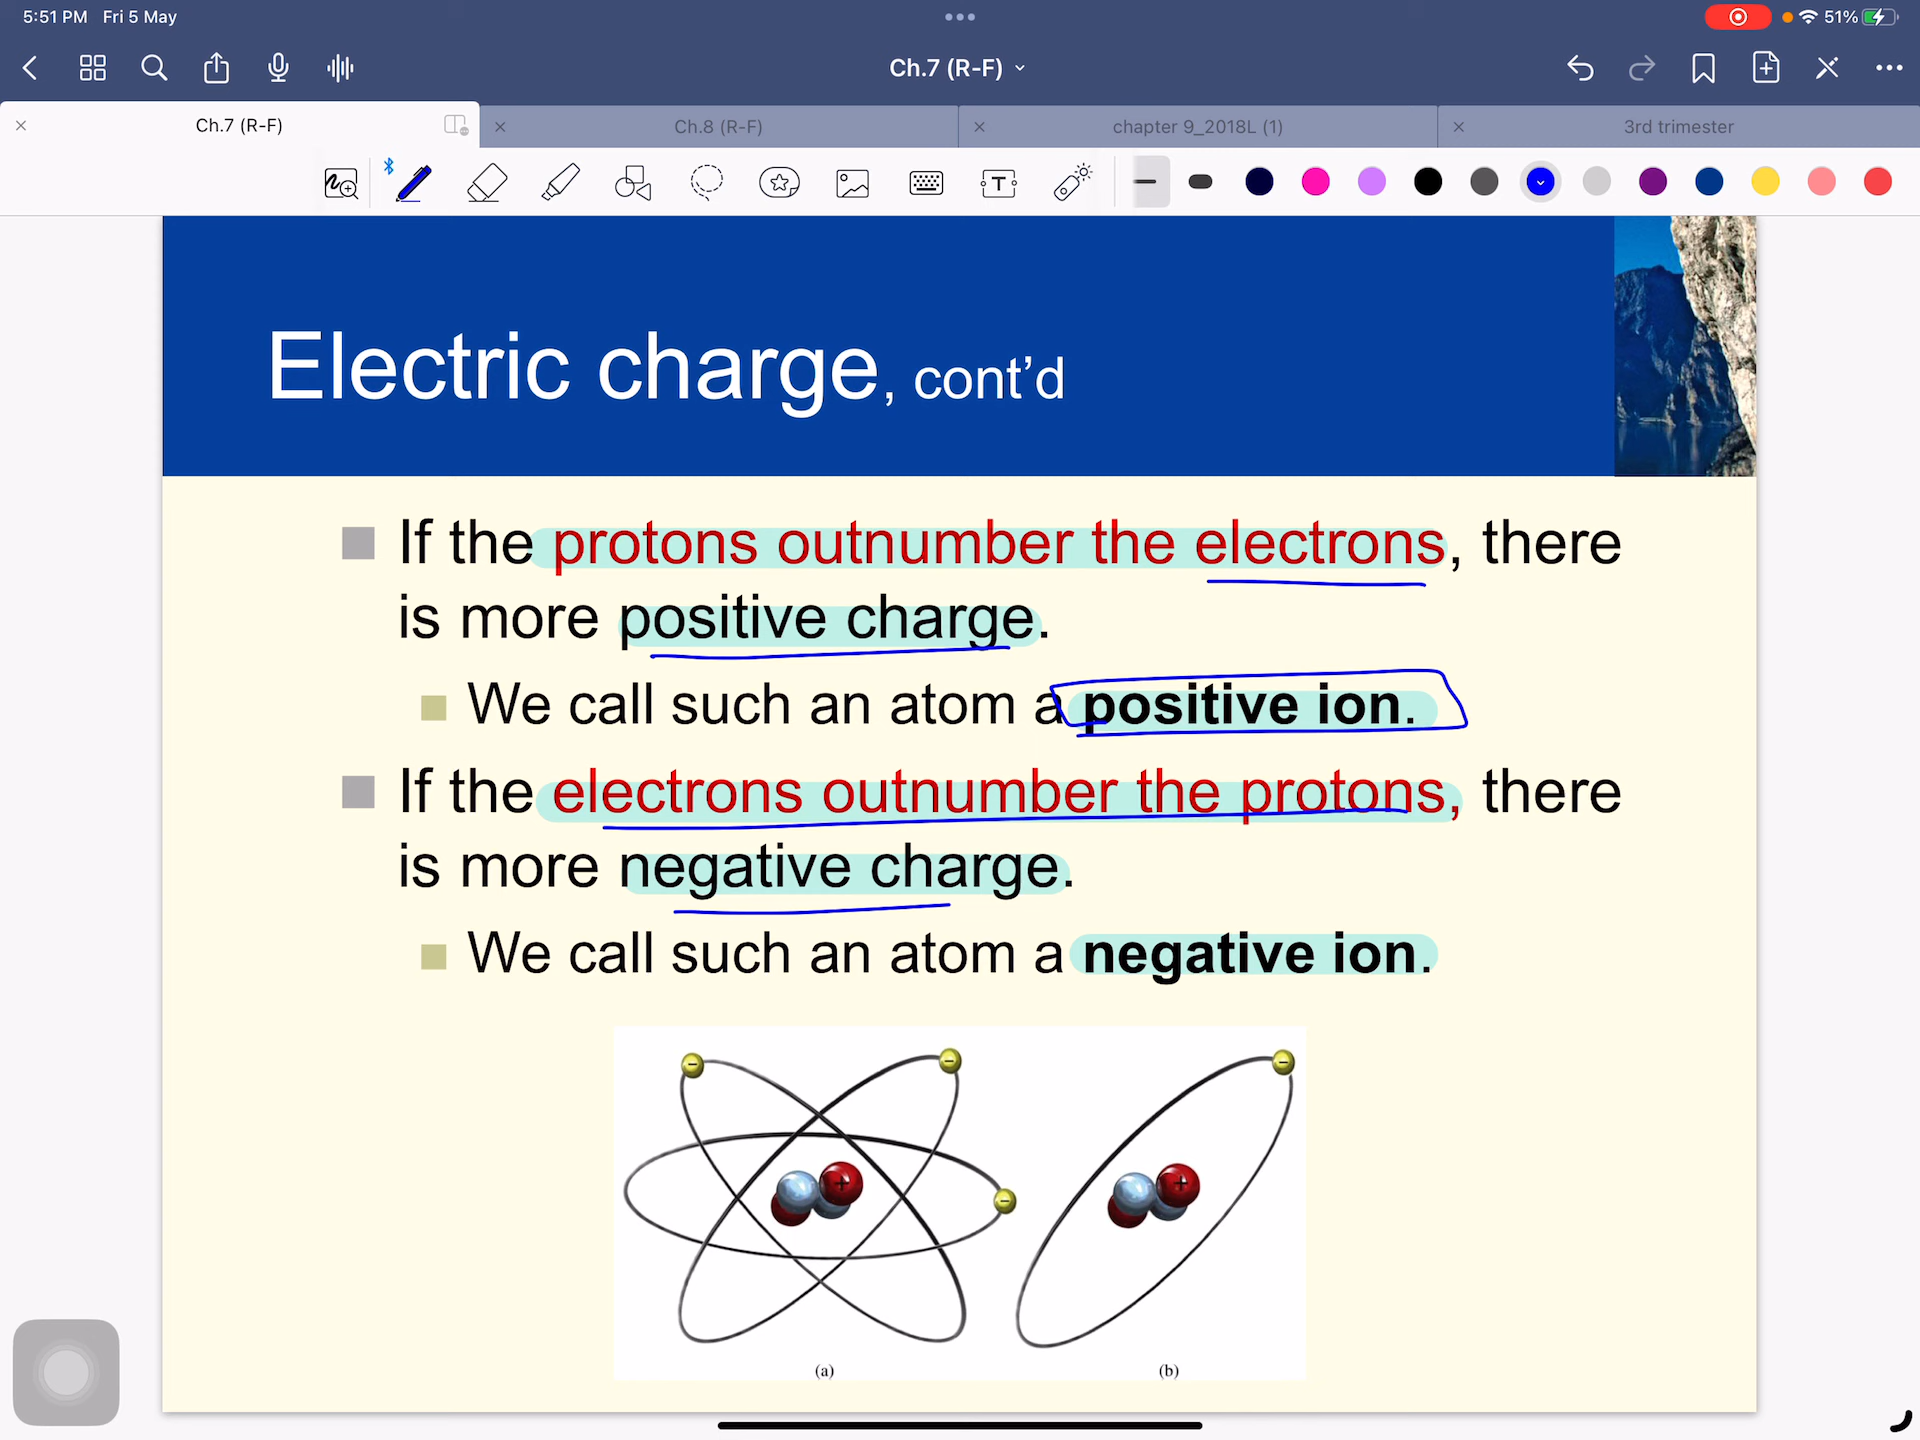 5:51 PM Fri 5 May
51%
Ch.7 (R-F)
Ch.7 (R-F)
Ch.8 (R-F)
chapter 9_2018L (1)
3rd trimester
T
Electric charge, cont’d
If the protons outnumber the electrons, there
is more positive charge.
We call such an atom a positive ion.
If the electrons outnumber the protons, there
is more negative charge.
We call such an atom a negative ion.
− − −
− +
− +
(a) (b)